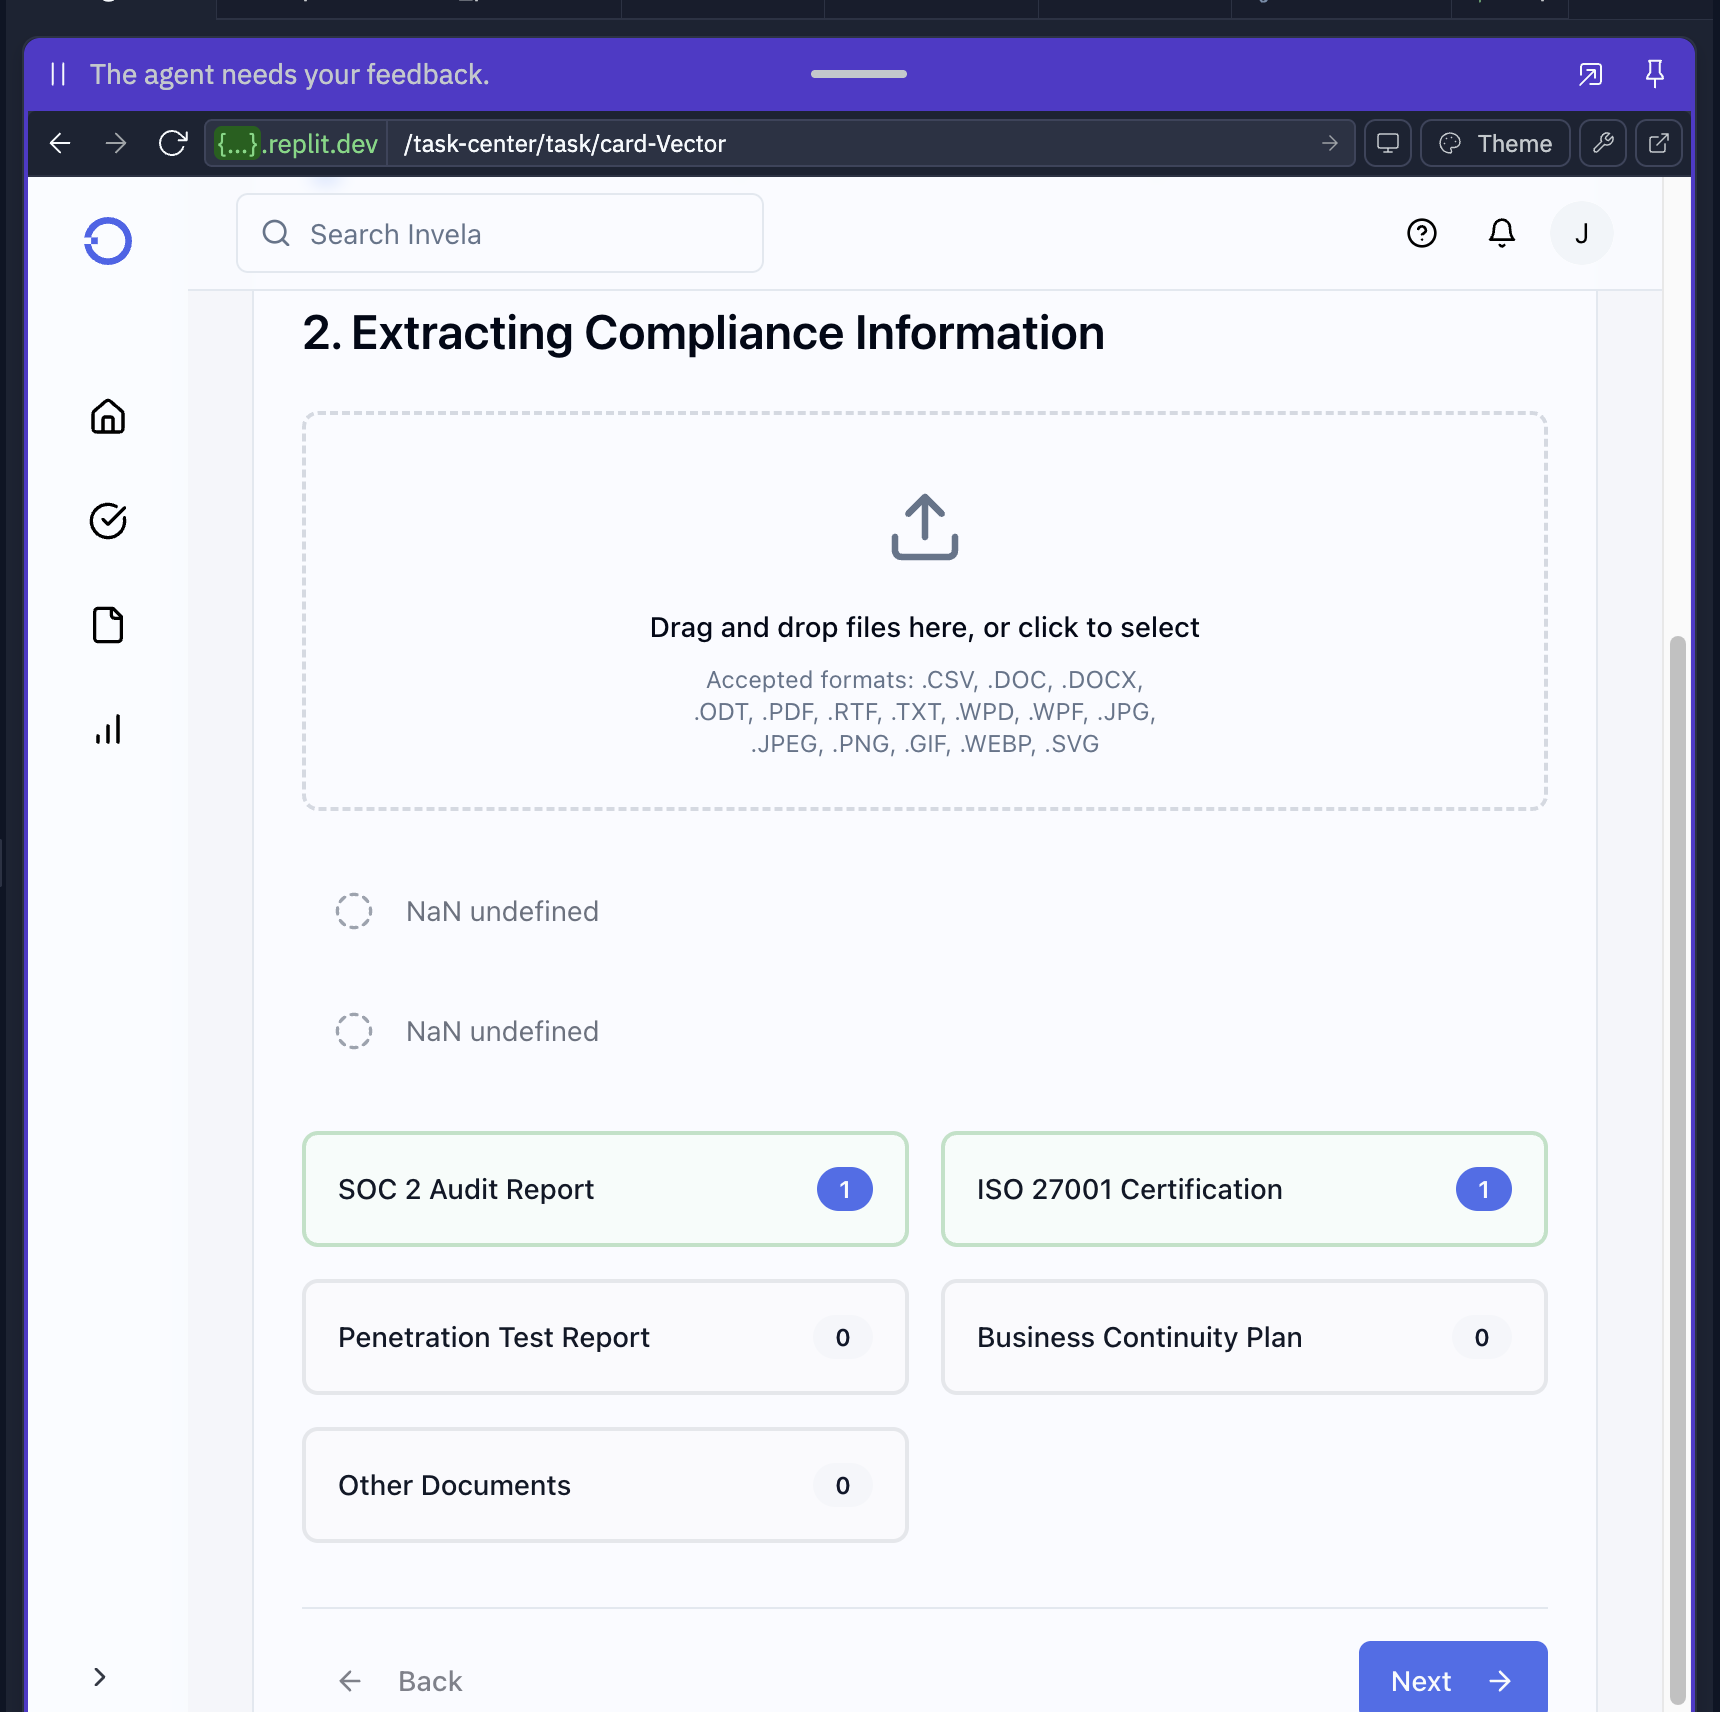 The agent needs your feedback.
{...}.replit.dev /task-center/task/card-Vector Theme
Search Invela
J
2. Extracting Compliance Information
Drag and drop files here, or click to select
Accepted formats: .CSV, .DOC, .DOCX,
.ODT, .PDF, .RTF, .TXT, .WPD, .WPF, .JPG,
.JPEG, .PNG, .GIF, .WEBP, .SVG
NaN undefined
NaN undefined
SOC 2 Audit Report 1
ISO 27001 Certification 1
Penetration Test Report 0
Business Continuity Plan 0
Other Documents 0
Back
Next